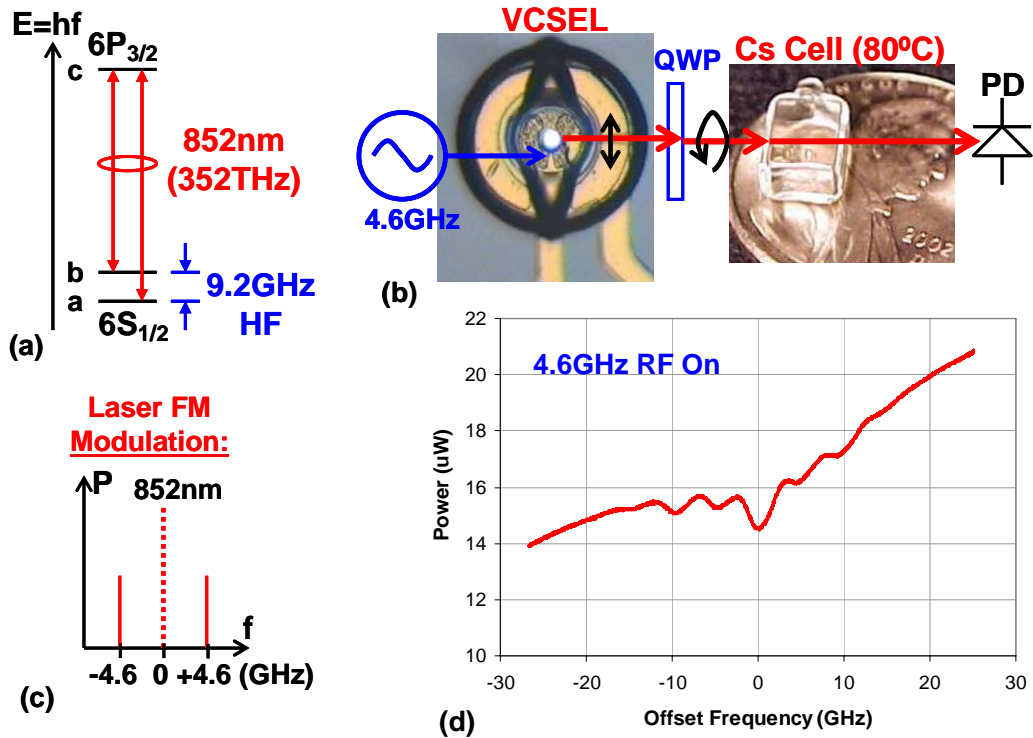 E=hf
6P3/2
c
852nm
(352THz)
b
a
9.2GHz
HF
6S1/2
(a)
VCSEL
QWP
Cs Cell (80ºC)
PD
4.6GHz
2002
(b)
Laser FM
Modulation:
P
852nm
f
-4.6 0 +4.6 (GHz)
(c)
4.6GHz RF On
Power (uW)
22
20
18
16
14
12
10
-30 -20 -10 0 10 20 30
Offset Frequency (GHz)
(d)